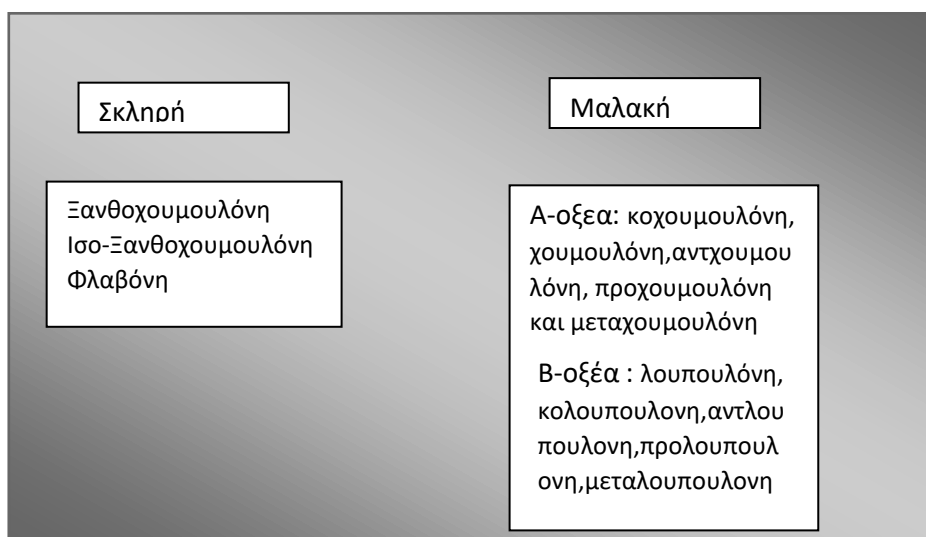 Σκληρή
Μαλακή
Ξανθοχουμουλόνη
Ισο-Ξανθοχουμουλόνη
Φλαβόνη
Α-οξεα: κοχουμουλόνη,
χουμουλόνη,αντχουμου
λόνη, προχουμουλόνη
και μεταχουμουλόνη
Β-οξέα : λουπουλόνη,
κολουπουλονη,αντλου
πουλονη,προλουπουλ
ονη,μεταλουπουλονη